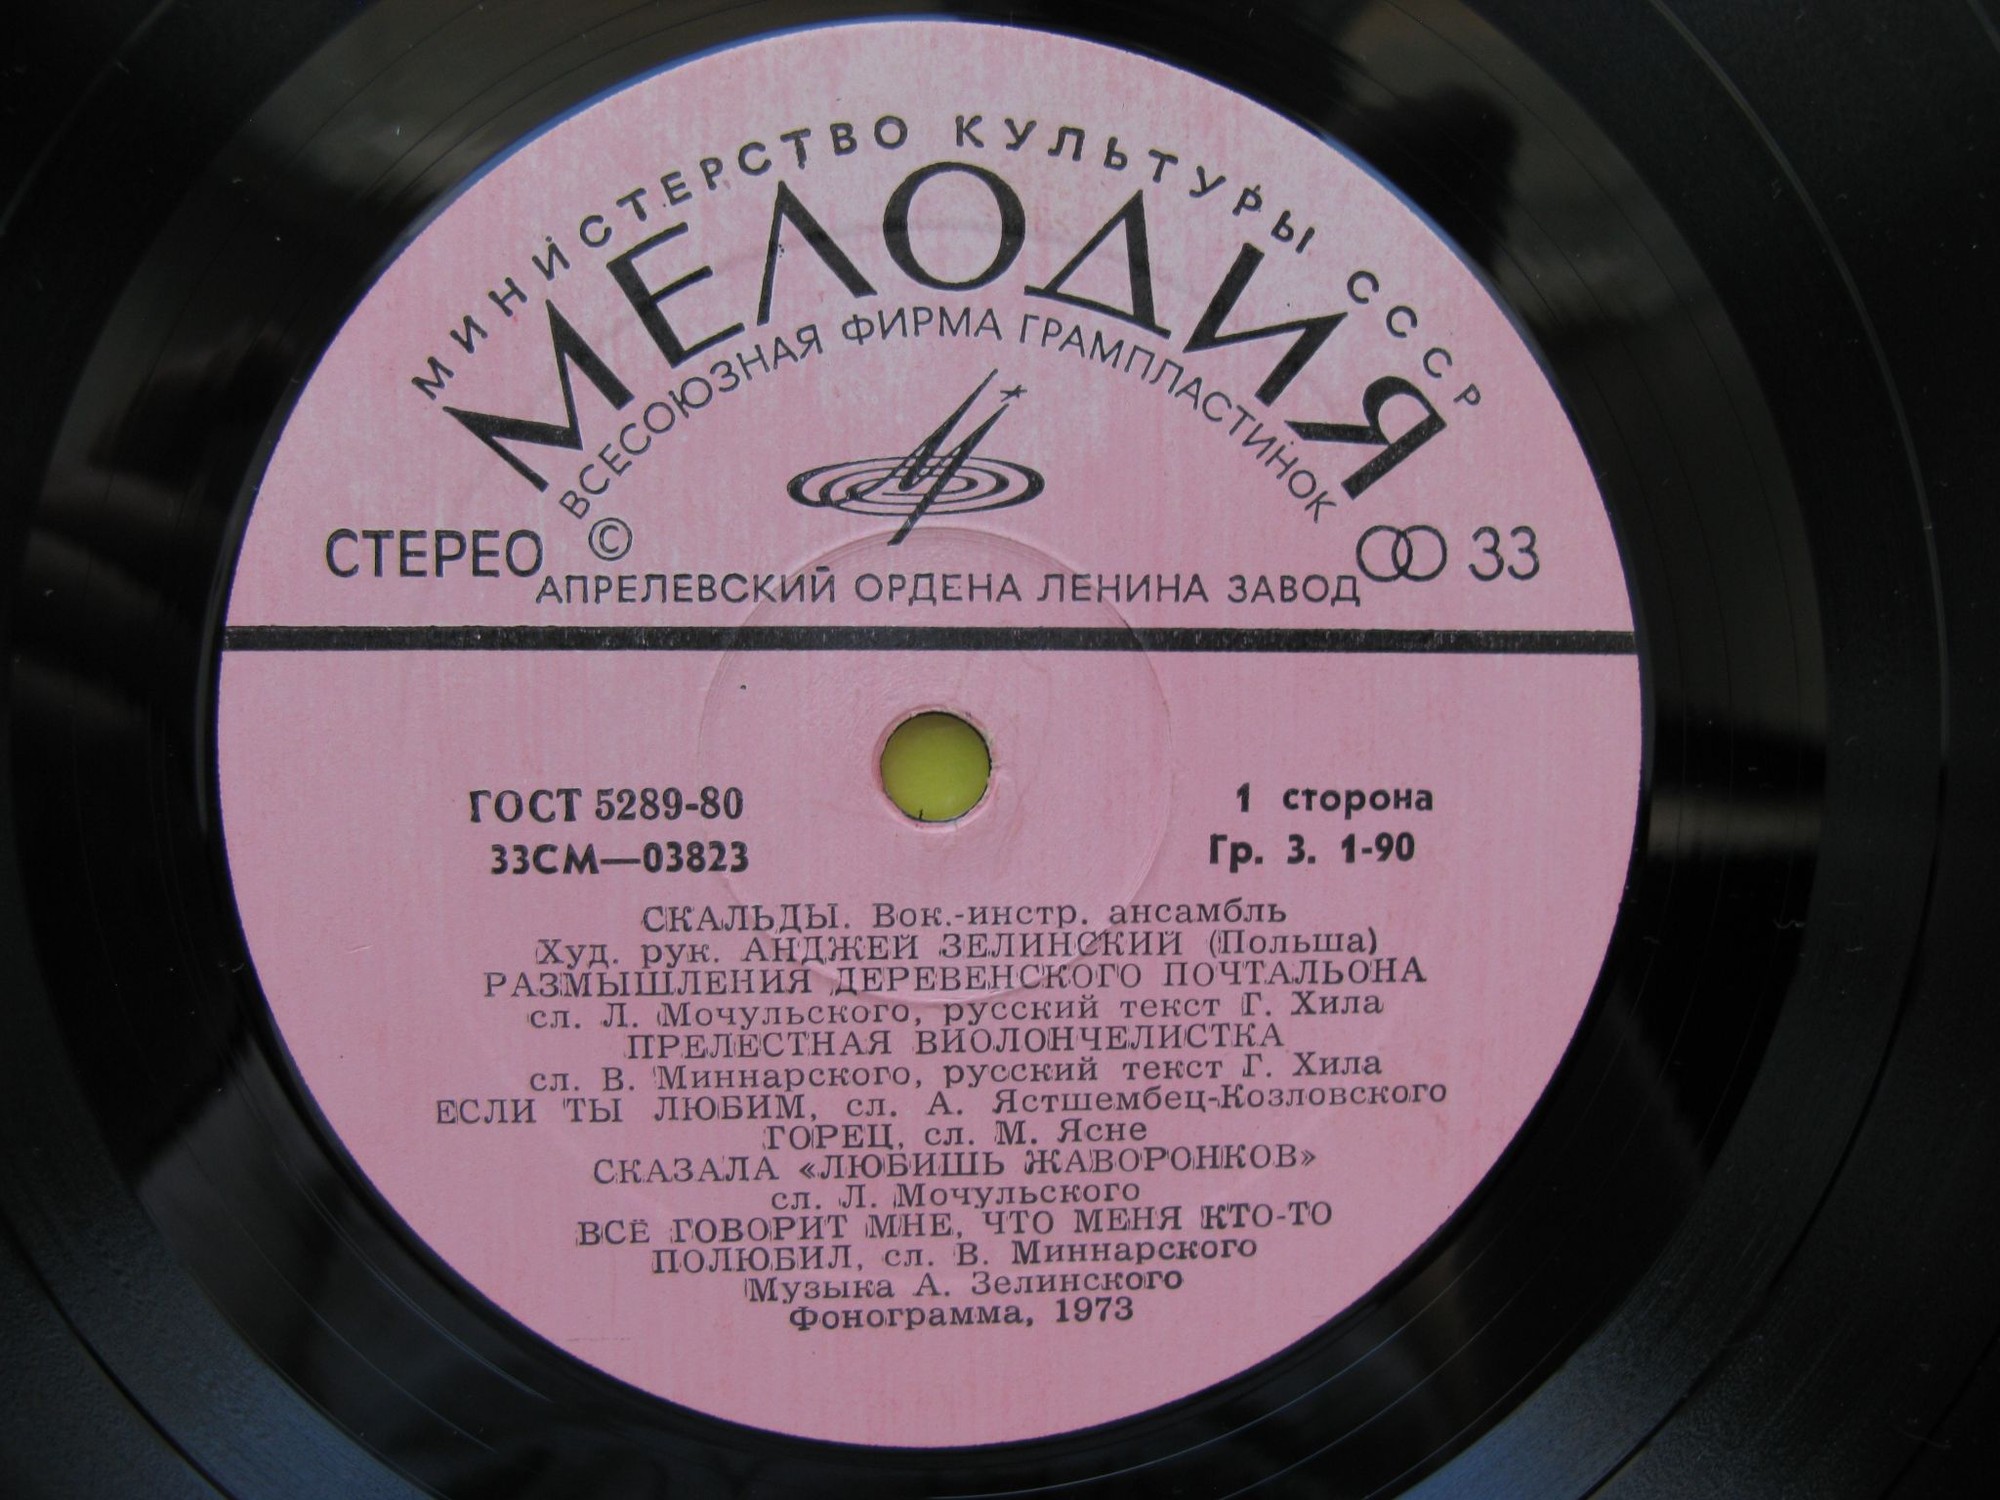 МИНИСТЕРСТВО КУЛЬТУРЫ СССР
МЕЛОДИЯ
ВСЕСОЮЗНАЯ ФИРМА ГРАМПЛАСТИНОК
СТЕРЕО © 33
АПРЕЛЕВСКИЙ ОРДЕНА ЛЕНИНА ЗАВОД
ГОСТ 5289-80 1 сторона
33СМ—03823 Гр. 3. 1-90
СКАЛЬДЫ. Вок.-инстр. ансамбль
Худ. рук. АНДЖЕЙ ЗЕЛИНСКИЙ (Польша)
РАЗМЫШЛЕНИЯ ДЕРЕВЕНСКОГО ПОЧТАЛЬОНА
сл. Л. Мочульского, русский текст Г. Хила
ПРЕЛЕСТНАЯ ВИОЛОНЧЕЛИСТКА
сл. В. Миннарского, русский текст Г. Хила
ЕСЛИ ТЫ ЛЮБИМ, сл. А. Ястшембец-Козловского
ГОРЕЦ, сл. М. Ясне
СКАЗАЛА «ЛЮБИШЬ ЖАВОРОНКОВ»
сл. Л. Мочульского
ВСЁ ГОВОРИТ МНЕ, ЧТО МЕНЯ КТО-ТО
ПОЛЮБИЛ, сл. В. Миннарского
Музыка А. Зелинского
Фонограмма, 1973